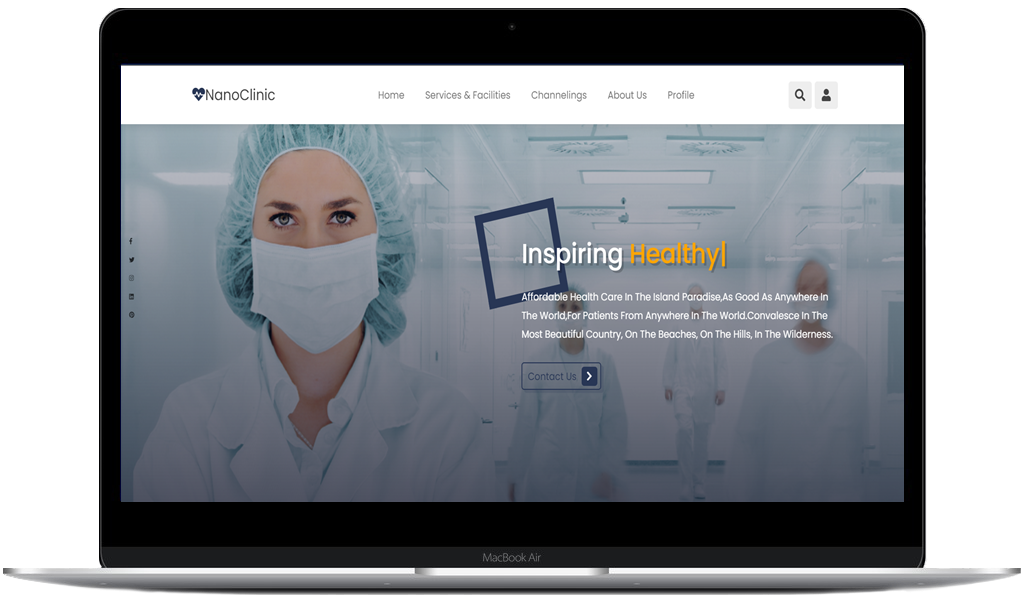 NanoClinic
Home Services & Facilities Channelings About Us Profile
Inspiring Healthy|
Affordable Health Care In The Island Paradise,As Good As Anywhere In
The World,For Patients From Anywhere In The World.Convalesce In The
Most Beautiful Country, On The Beaches, On The Hills, In The Wilderness.
Contact Us
MacBook Air